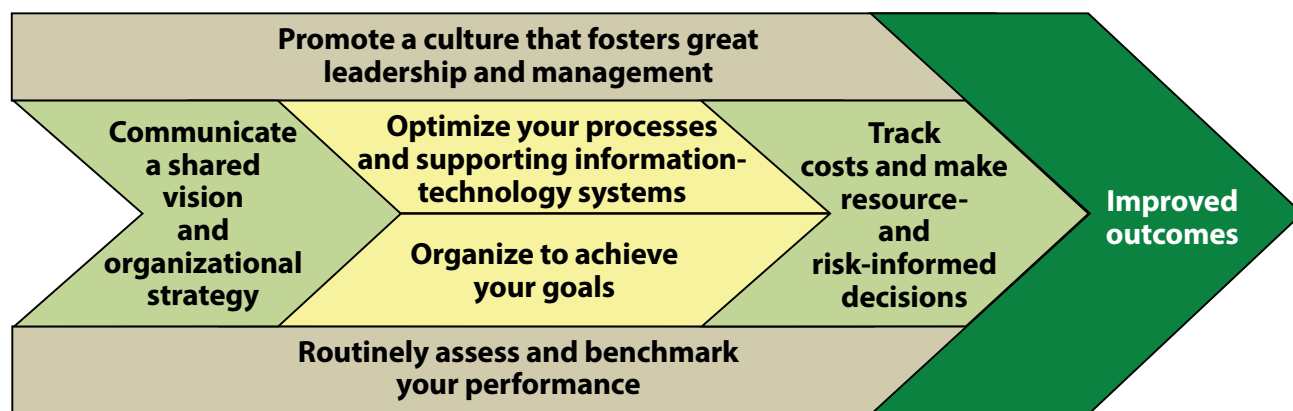 Promote a culture that fosters great
leadership and management
Communicate
a shared
vision
and
organizational
strategy
Optimize your processes
and supporting information-
technology systems
Organize to achieve
your goals
Track
costs and make
resource-
and
risk-informed
decisions
Improved
outcomes
Routinely assess and benchmark
your performance